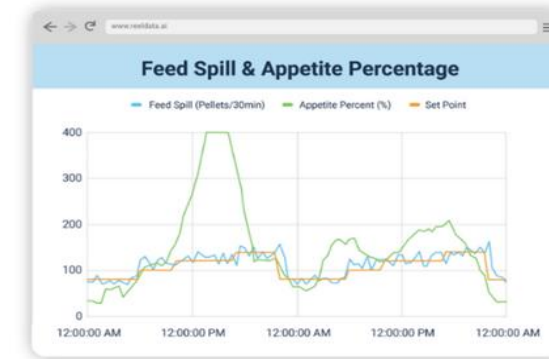 www.reeldata.ai
Feed Spill & Appetite Percentage
Feed Spill (Pellets/30min) Appetite Percent (%) Set Point
400
300
200
100
0
12:00:00 AM 12:00:00 PM 12:00:00 AM 12:00:00 PM 12:00:00 AM